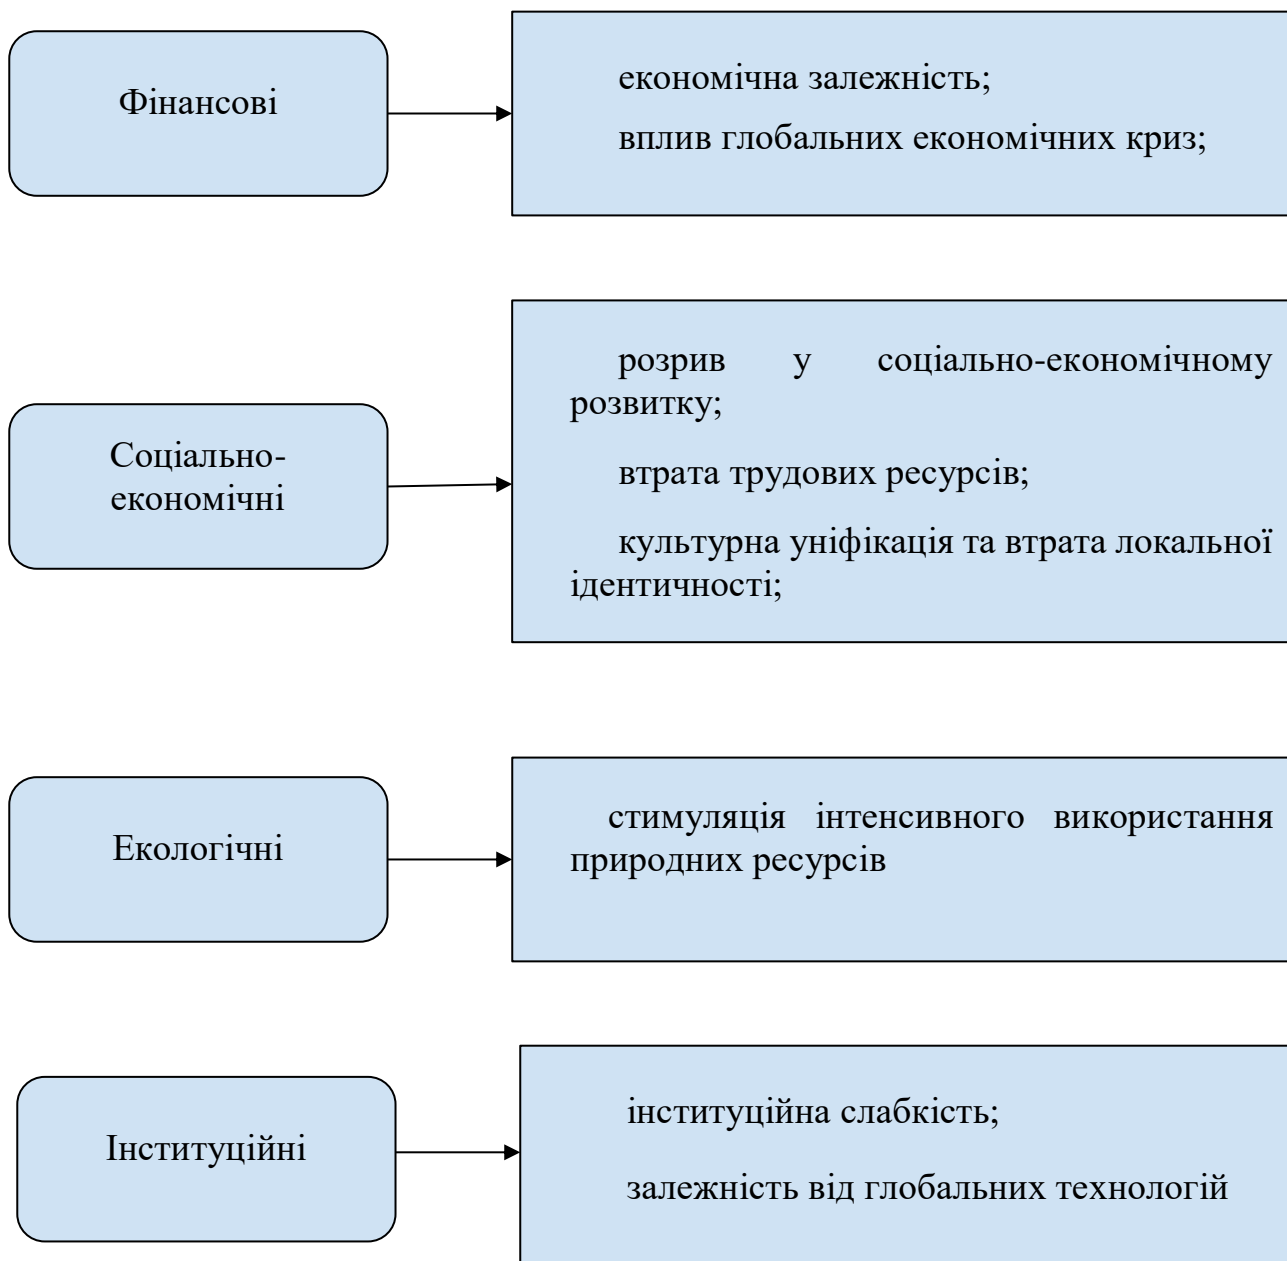 Фінансові
економічна залежність;
вплив глобальних економічних криз;
Соціально-
економічні
розрив у соціально-економічному
розвитку;
втрата трудових ресурсів;
культурна уніфікація та втрата локальної
ідентичності;
Екологічні
стимуляція інтенсивного використання
природних ресурсів
Інституційні
інституційна слабкість;
залежність від глобальних технологій